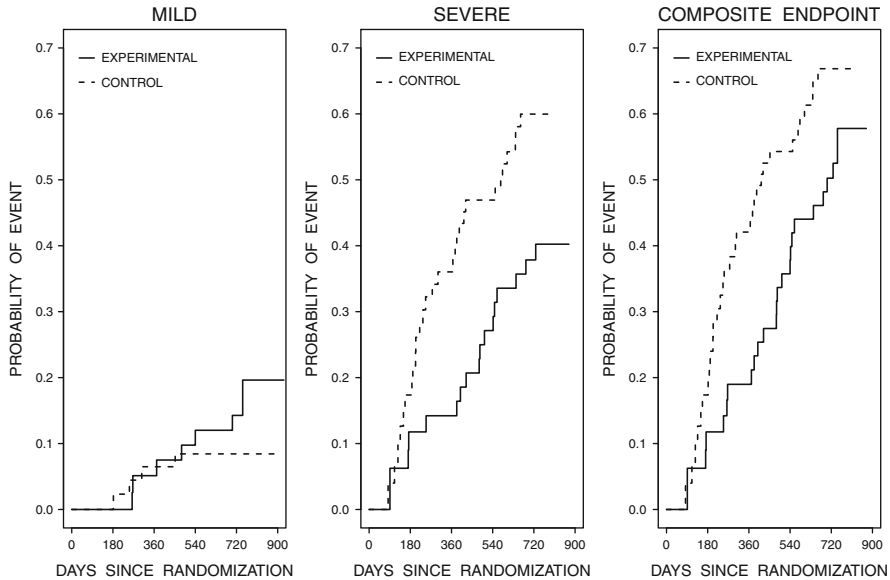 MILD
EXPERIMENTAL
CONTROL
PROBABILITY OF EVENT
0.7
0.6
0.5
0.4
0.3
0.2
0.1
0.0
0 180 360 540 720 900
DAYS SINCE RANDOMIZATION
SEVERE
EXPERIMENTAL
CONTROL
PROBABILITY OF EVENT
0.7
0.6
0.5
0.4
0.3
0.2
0.1
0.0
0 180 360 540 720 900
DAYS SINCE RANDOMIZATION
COMPOSITE ENDPOINT
EXPERIMENTAL
CONTROL
PROBABILITY OF EVENT
0.7
0.6
0.5
0.4
0.3
0.2
0.1
0.0
0 180 360 540 720 900
DAYS SINCE RANDOMIZATION